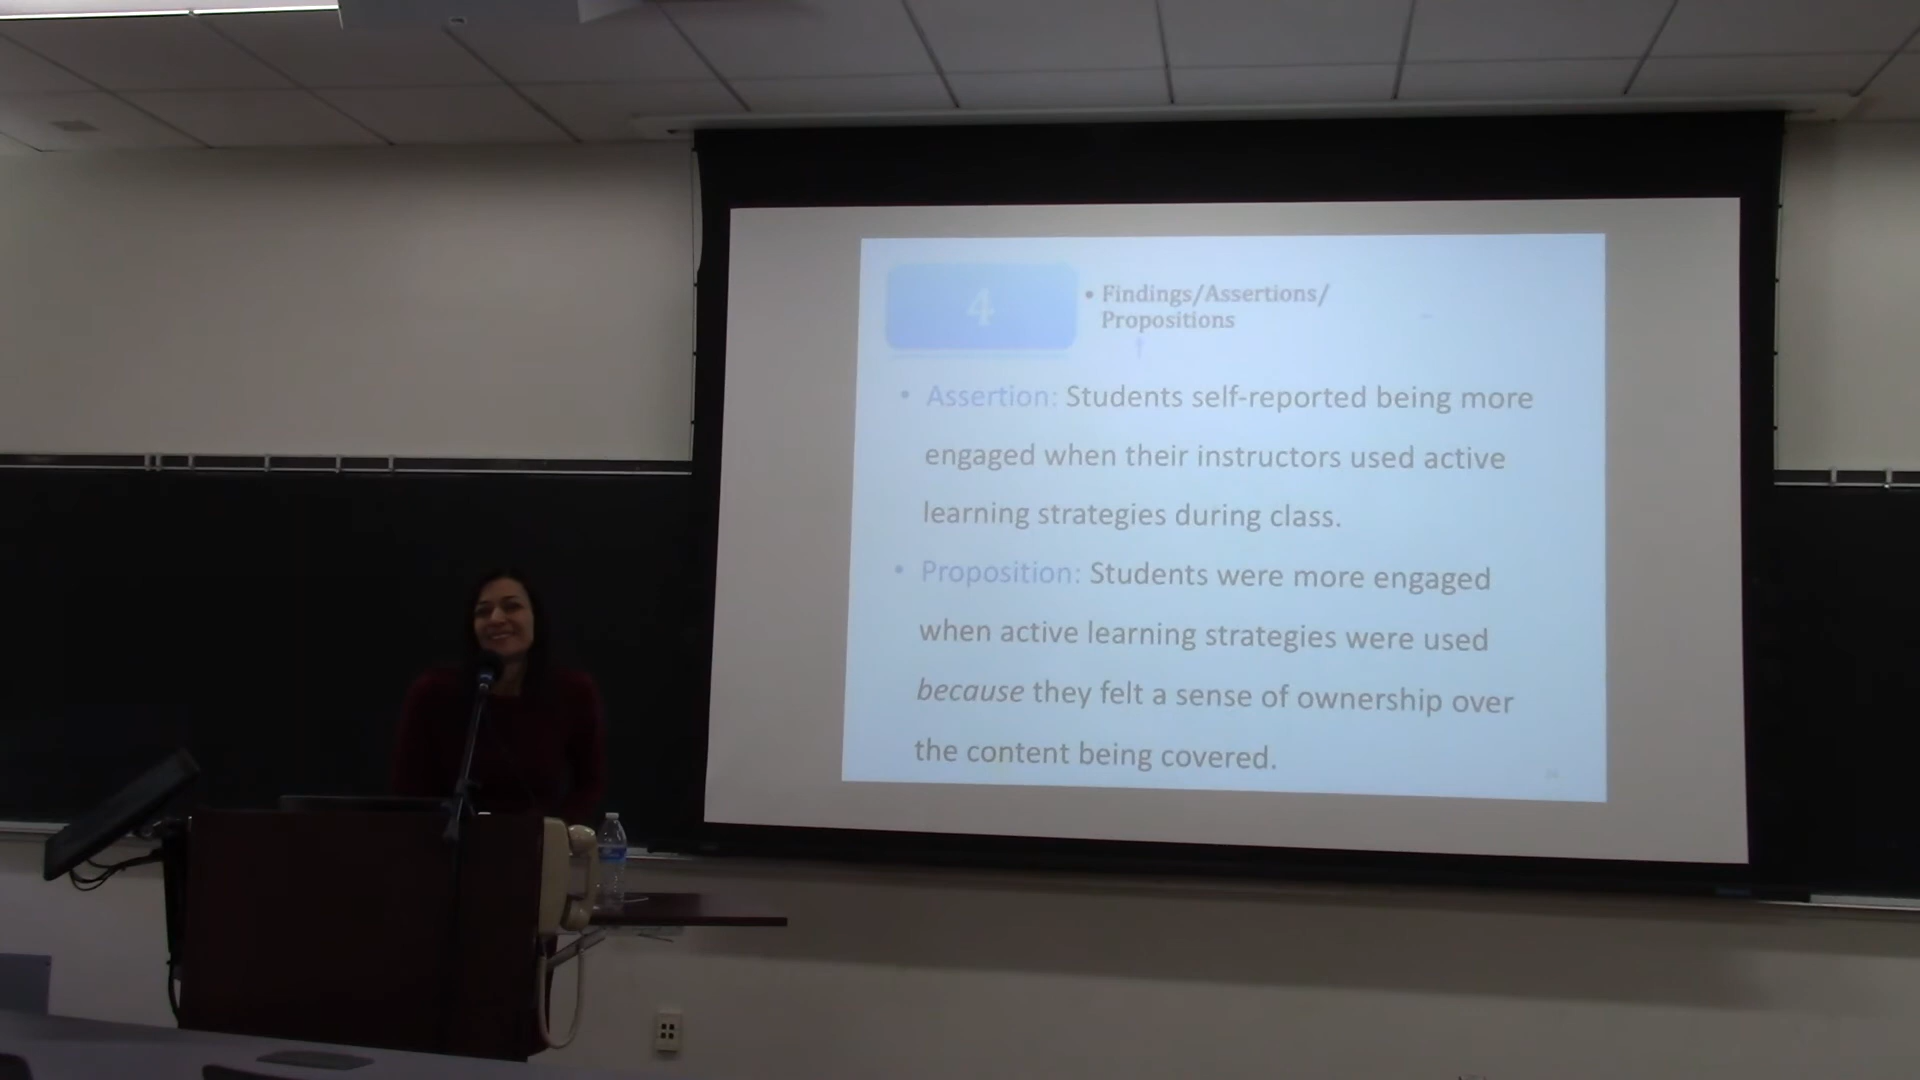 4
• Findings/Assertions/
Propositions
• Assertion: Students self-reported being more
engaged when their instructors used active
learning strategies during class.
• Proposition: Students were more engaged
when active learning strategies were used
because they felt a sense of ownership over
the content being covered.